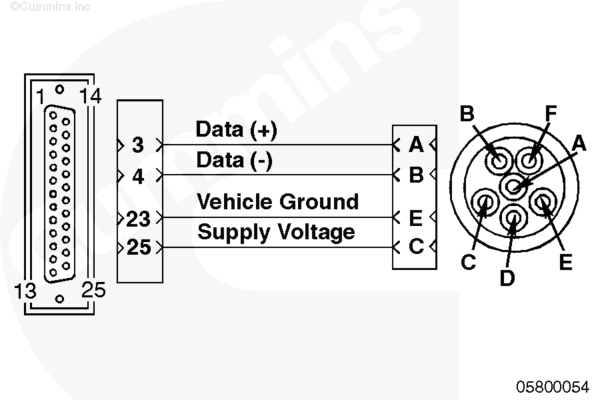 ©Cummins Inc
Cummins
1 14
13 25
3 Data (+) A
4 Data (-) B
23 Vehicle Ground E
25 Supply Voltage C
B F
A
C E
D
05800054